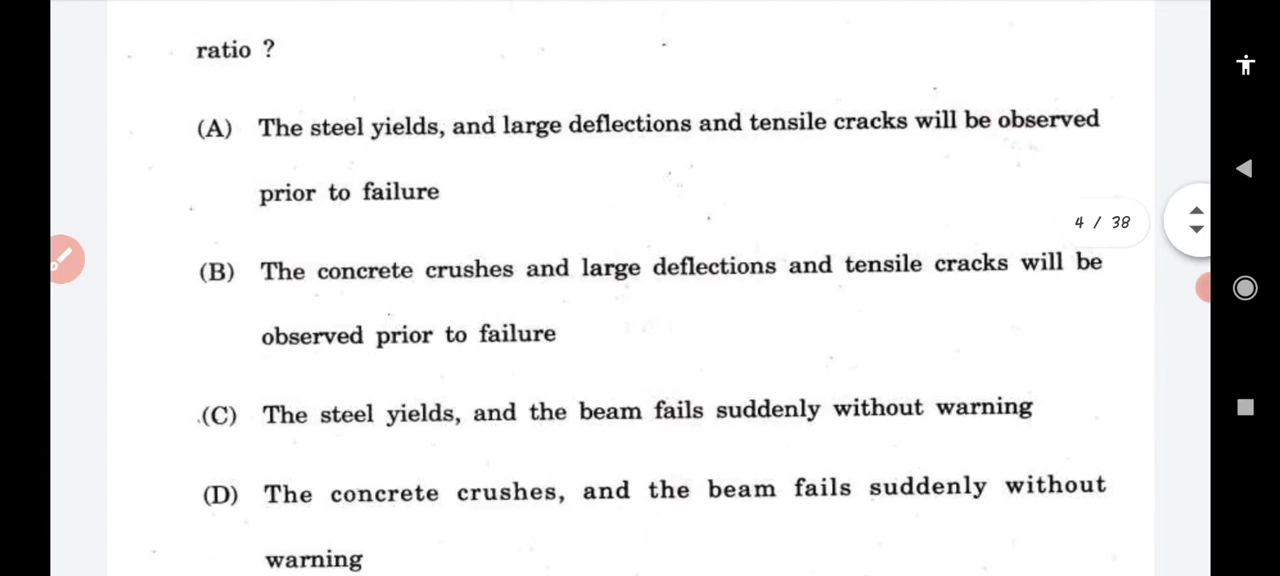 ratio ?
(A) The steel yields, and large deflections and tensile cracks will be observed
prior to failure
4 / 38
(B) The concrete crushes and large deflections and tensile cracks will be
observed prior to failure
(C) The steel yields, and the beam fails suddenly without warning
(D) The concrete crushes, and the beam fails suddenly without
warning